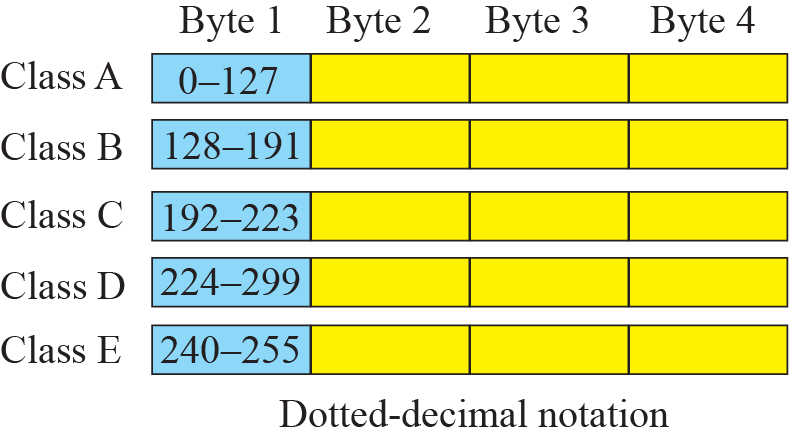 Byte 1 Byte 2 Byte 3 Byte 4
Class A 0–127
Class B 128–191
Class C 192–223
Class D 224–299
Class E 240–255
Dotted-decimal notation